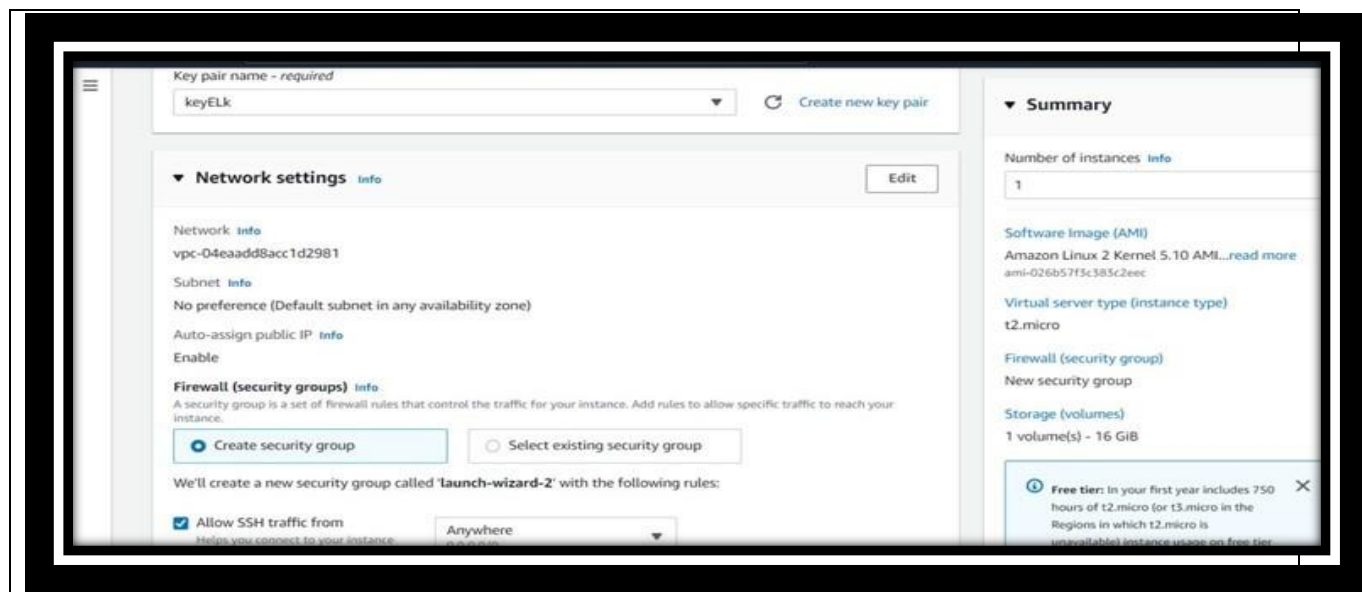 Key pair name - required
keyELk
Create new key pair
Network settings Info
Edit
Network Info
vpc-04eaadd8acc1d2981
Subnet Info
No preference (Default subnet in any availability zone)
Auto-assign public IP Info
Enable
Firewall (security groups) Info
A security group is a set of firewall rules that control the traffic for your instance. Add rules to allow specific traffic to reach your
instance.
Create security group
Select existing security group
We'll create a new security group called 'launch-wizard-2' with the following rules:
Allow SSH traffic from
Helps you connect to your instance
Anywhere
Summary
Number of instances Info
1
Software Image (AMI)
Amazon Linux 2 Kernel 5.10 AMI...read more
ami-026b57f3c383c2eec
Virtual server type (instance type)
t2.micro
Firewall (security group)
New security group
Storage (volumes)
1 volume(s) - 16 GiB
Free tier: In your first year includes 750
hours of t2.micro (or t3.micro in the
Regions in which t2.micro is
unavailable) instance usage on free tier